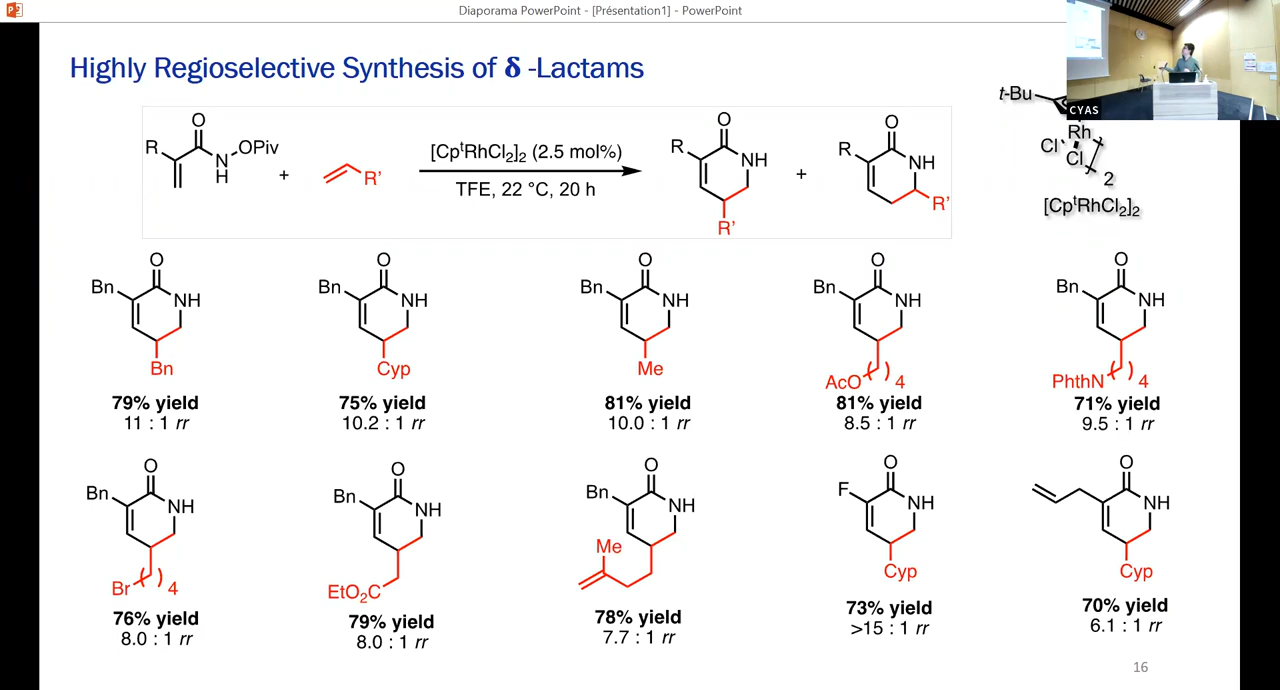 Diaporama PowerPoint - [Présentation1] - PowerPoint
CYAS
Highly Regioselective Synthesis of δ -Lactams
R
O
N
H
OPiv
+
R'
[CpᵗRhCl₂]₂ (2.5 mol%)
TFE, 22 °C, 20 h
R
O
NH
R'
+
R
O
NH
R'
t-Bu
Rh
Cl
Cl
2
[CpᵗRhCl₂]₂
Bn
O
NH
Bn
79% yield
11 : 1 rr
Bn
O
NH
Cyp
75% yield
10.2 : 1 rr
Bn
O
NH
Me
81% yield
10.0 : 1 rr
Bn
O
NH
AcO ( ) 4
81% yield
8.5 : 1 rr
Bn
O
NH
PhthN ( ) 4
71% yield
9.5 : 1 rr
Bn
O
NH
Br ( ) 4
76% yield
8.0 : 1 rr
Bn
O
NH
EtO₂C
79% yield
8.0 : 1 rr
Bn
O
NH
Me
78% yield
7.7 : 1 rr
F
O
NH
Cyp
73% yield
>15 : 1 rr
O
NH
Cyp
70% yield
6.1 : 1 rr
16